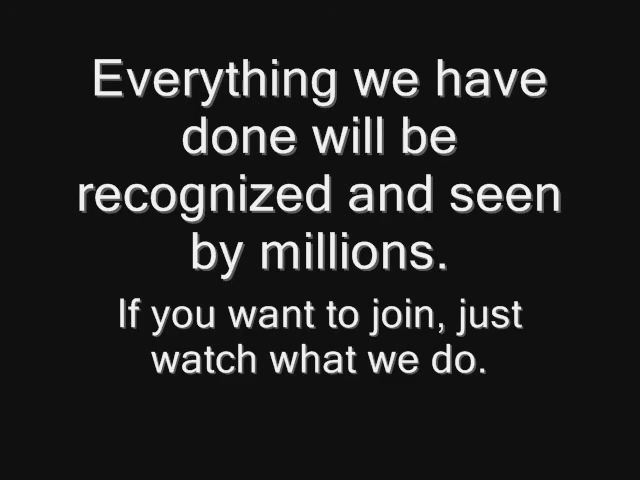 Everything we have
done will be
recognized and seen
by millions.
If you want to join, just
watch what we do.